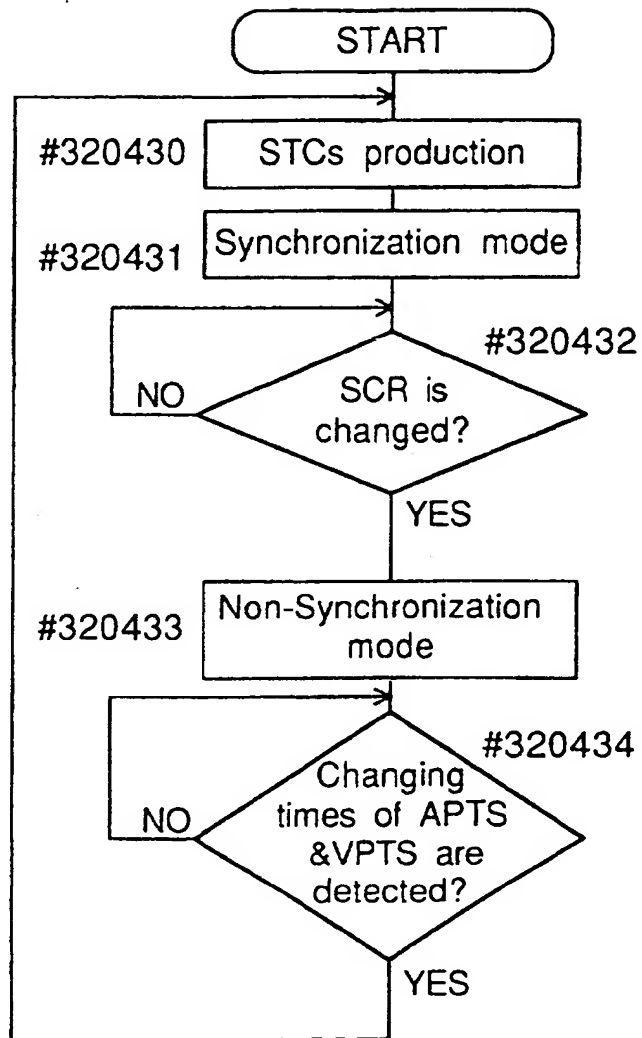 START
#320430
STCs production
#320431
Synchronization mode
#320432
SCR is
changed?
NO
YES
#320433
Non-Synchronization
mode
#320434
Changing
times of APTS
&VPTS are
detected?
NO
YES